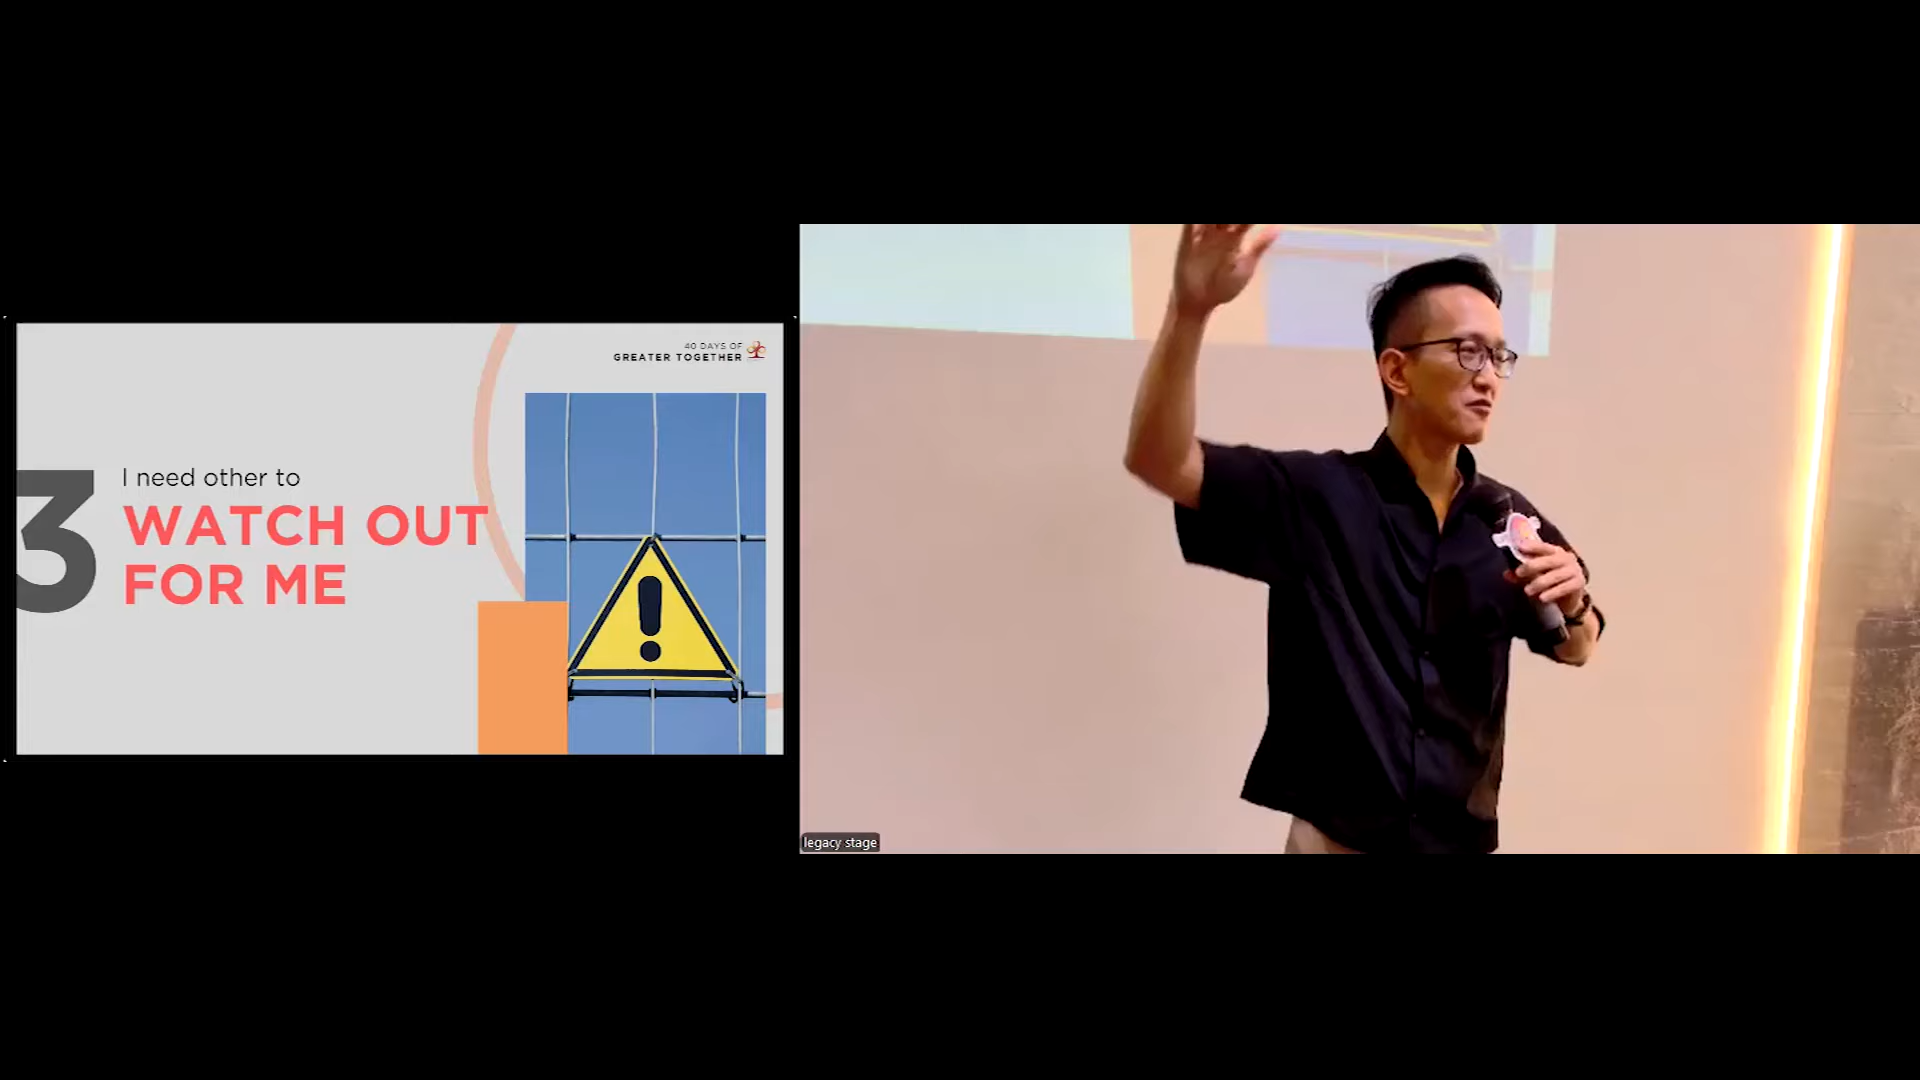 40 DAYS OF
GREATER TOGETHER
3
I need other to
WATCH OUT
FOR ME
legacy stage